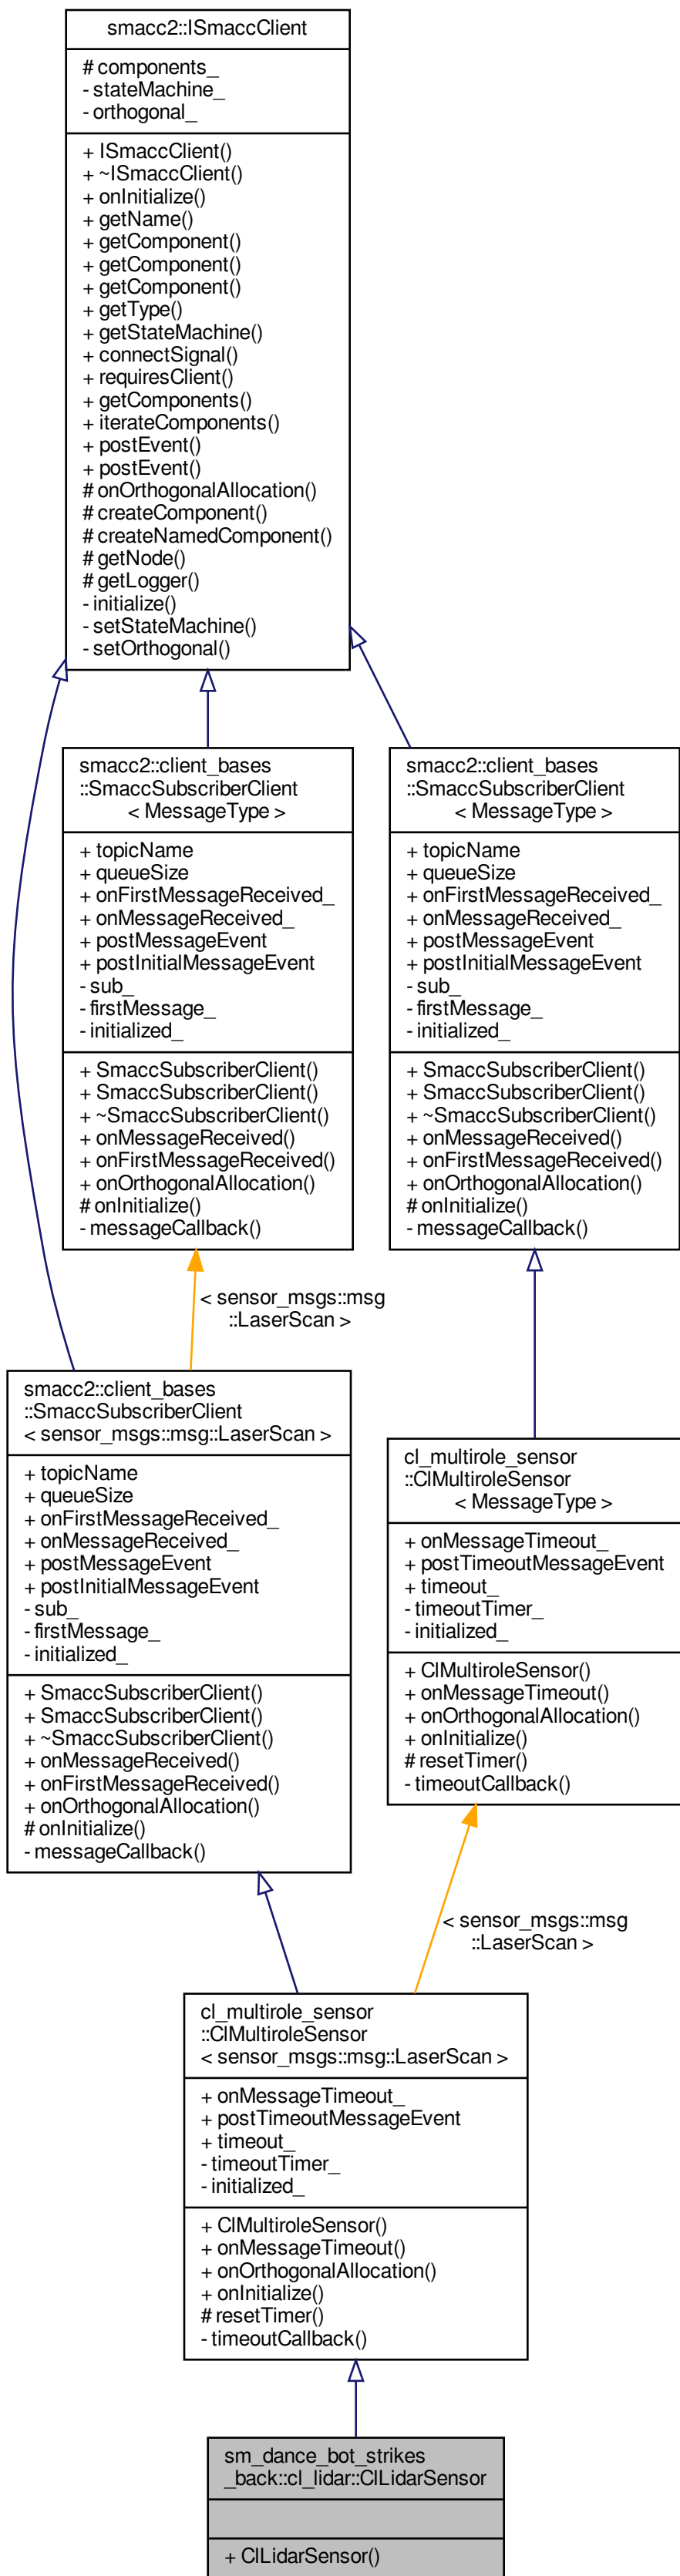 smacc2::ISmaccClient
# components_
- stateMachine_
- orthogonal_
+ ISmaccClient()
+ ~ISmaccClient()
+ onInitialize()
+ getName()
+ getComponent()
+ getComponent()
+ getComponent()
+ getType()
+ getStateMachine()
+ connectSignal()
+ requiresClient()
+ getComponents()
+ iterateComponents()
+ postEvent()
+ postEvent()
# onOrthogonalAllocation()
# createComponent()
# createNamedComponent()
# getNode()
# getLogger()
- initialize()
- setStateMachine()
- setOrthogonal()
smacc2::client_bases
::SmaccSubscriberClient
< MessageType >
+ topicName
+ queueSize
+ onFirstMessageReceived_
+ onMessageReceived_
+ postMessageEvent
+ postInitialMessageEvent
- sub_
- firstMessage_
- initialized_
+ SmaccSubscriberClient()
+ SmaccSubscriberClient()
+ ~SmaccSubscriberClient()
+ onMessageReceived()
+ onFirstMessageReceived()
+ onOrthogonalAllocation()
# onInitialize()
- messageCallback()
smacc2::client_bases
::SmaccSubscriberClient
< MessageType >
+ topicName
+ queueSize
+ onFirstMessageReceived_
+ onMessageReceived_
+ postMessageEvent
+ postInitialMessageEvent
- sub_
- firstMessage_
- initialized_
+ SmaccSubscriberClient()
+ SmaccSubscriberClient()
+ ~SmaccSubscriberClient()
+ onMessageReceived()
+ onFirstMessageReceived()
+ onOrthogonalAllocation()
# onInitialize()
- messageCallback()
< sensor_msgs::msg
::LaserScan >
smacc2::client_bases
::SmaccSubscriberClient
< sensor_msgs::msg::LaserScan >
+ topicName
+ queueSize
+ onFirstMessageReceived_
+ onMessageReceived_
+ postMessageEvent
+ postInitialMessageEvent
- sub_
- firstMessage_
- initialized_
+ SmaccSubscriberClient()
+ SmaccSubscriberClient()
+ ~SmaccSubscriberClient()
+ onMessageReceived()
+ onFirstMessageReceived()
+ onOrthogonalAllocation()
# onInitialize()
- messageCallback()
cl_multirole_sensor
::ClMultiroleSensor
< MessageType >
+ onMessageTimeout_
+ postTimeoutMessageEvent
+ timeout_
- timeoutTimer_
- initialized_
+ ClMultiroleSensor()
+ onMessageTimeout()
+ onOrthogonalAllocation()
+ onInitialize()
# resetTimer()
- timeoutCallback()
< sensor_msgs::msg
::LaserScan >
cl_multirole_sensor
::ClMultiroleSensor
< sensor_msgs::msg::LaserScan >
+ onMessageTimeout_
+ postTimeoutMessageEvent
+ timeout_
- timeoutTimer_
- initialized_
+ ClMultiroleSensor()
+ onMessageTimeout()
+ onOrthogonalAllocation()
+ onInitialize()
# resetTimer()
- timeoutCallback()
sm_dance_bot_strikes
_back::cl_lidar::ClLidarSensor
+ ClLidarSensor()